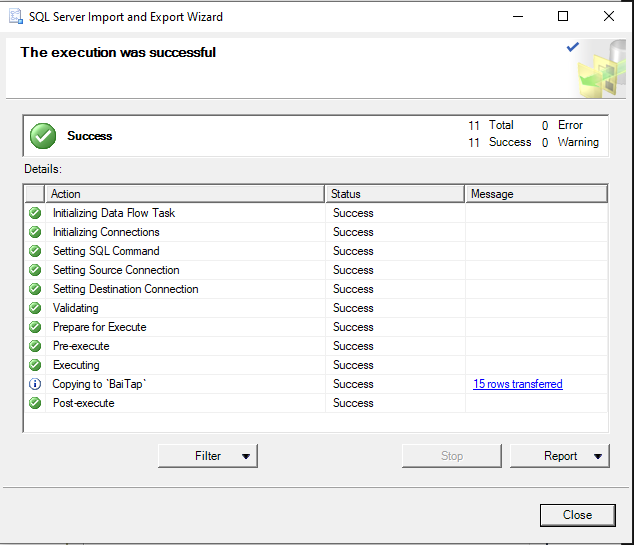 SQL Server Import and Export Wizard
The execution was successful
Success
11 Total 0 Error
11 Success 0 Warning
Details:
Action Status Message
Initializing Data Flow Task Success
Initializing Connections Success
Setting SQL Command Success
Setting Source Connection Success
Setting Destination Connection Success
Validating Success
Prepare for Execute Success
Pre-execute Success
Executing Success
Copying to `BaiTap` Success 15 rows transferred
Post-execute Success
Filter Stop Report
Close